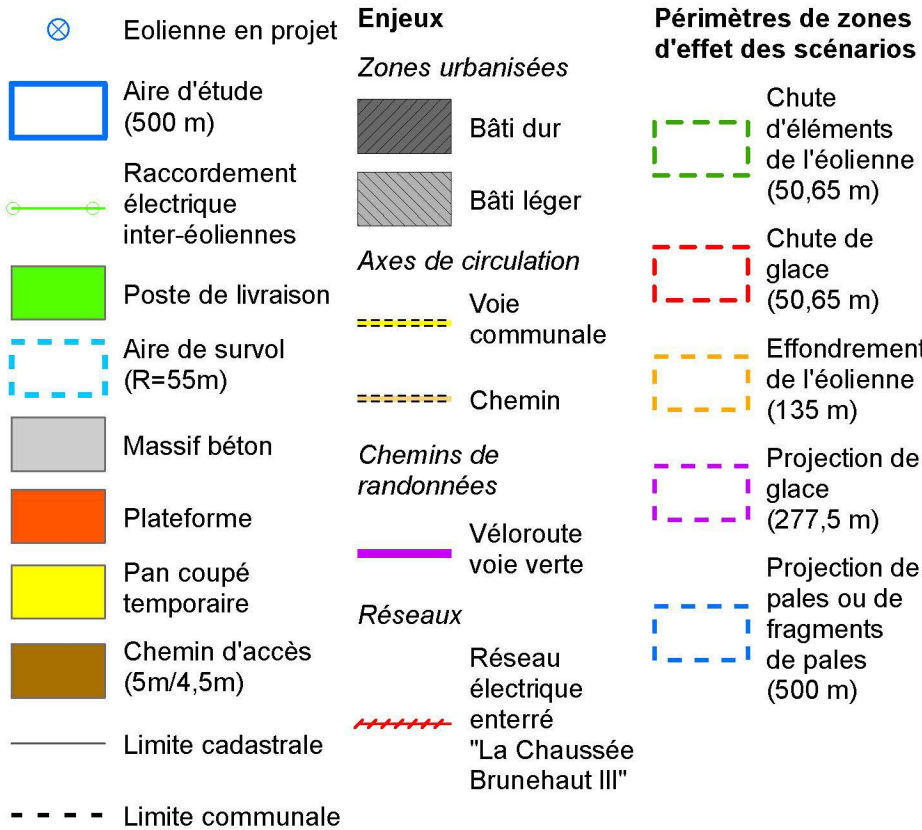 Eolienne en projet
Aire d'étude
(500 m)
Raccordement
électrique
inter-éoliennes
Poste de livraison
Aire de survol
(R=55m)
Massif béton
Plateforme
Pan coupé
temporaire
Chemin d'accès
(5m/4,5m)
Limite cadastrale
Limite communale
Enjeux
Zones urbanisées
Bâti dur
Bâti léger
Axes de circulation
Voie
communale
Chemin
Chemins de
randonnées
Véloroute
voie verte
Réseaux
Réseau
électrique
enterré
"La Chaussée
Brunehaut III"
Périmètres de zones
d'effet des scénarios
Chute
d'éléments
de l'éolienne
(50,65 m)
Chute de
glace
(50,65 m)
Effondrement
de l'éolienne
(135 m)
Projection de
glace
(277,5 m)
Projection de
pales ou de
fragments
de pales
(500 m)